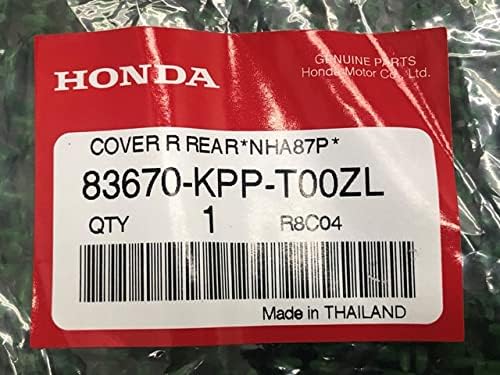 GENUINE PARTS
HONDA
Honda Motor Co., Ltd.
COVER R REAR*NHA87P*
83670-KPP-T00ZL
QTY 1 R8C04
Made in THAILAND